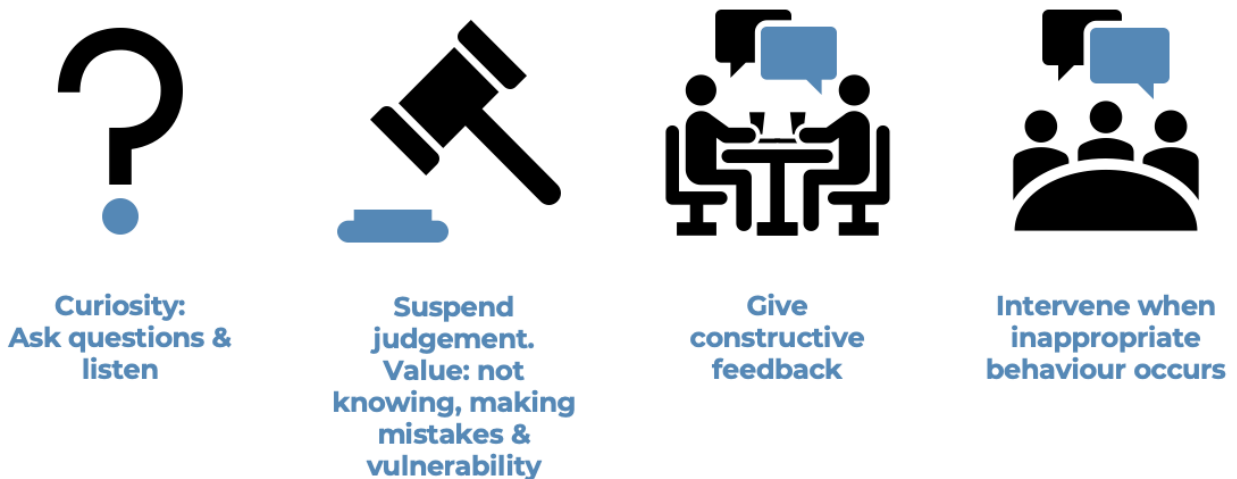 Curiosity:
Ask questions &
listen
Suspend
judgement.
Value: not
knowing, making
mistakes &
vulnerability
Give
constructive
feedback
Intervene when
inappropriate
behaviour occurs